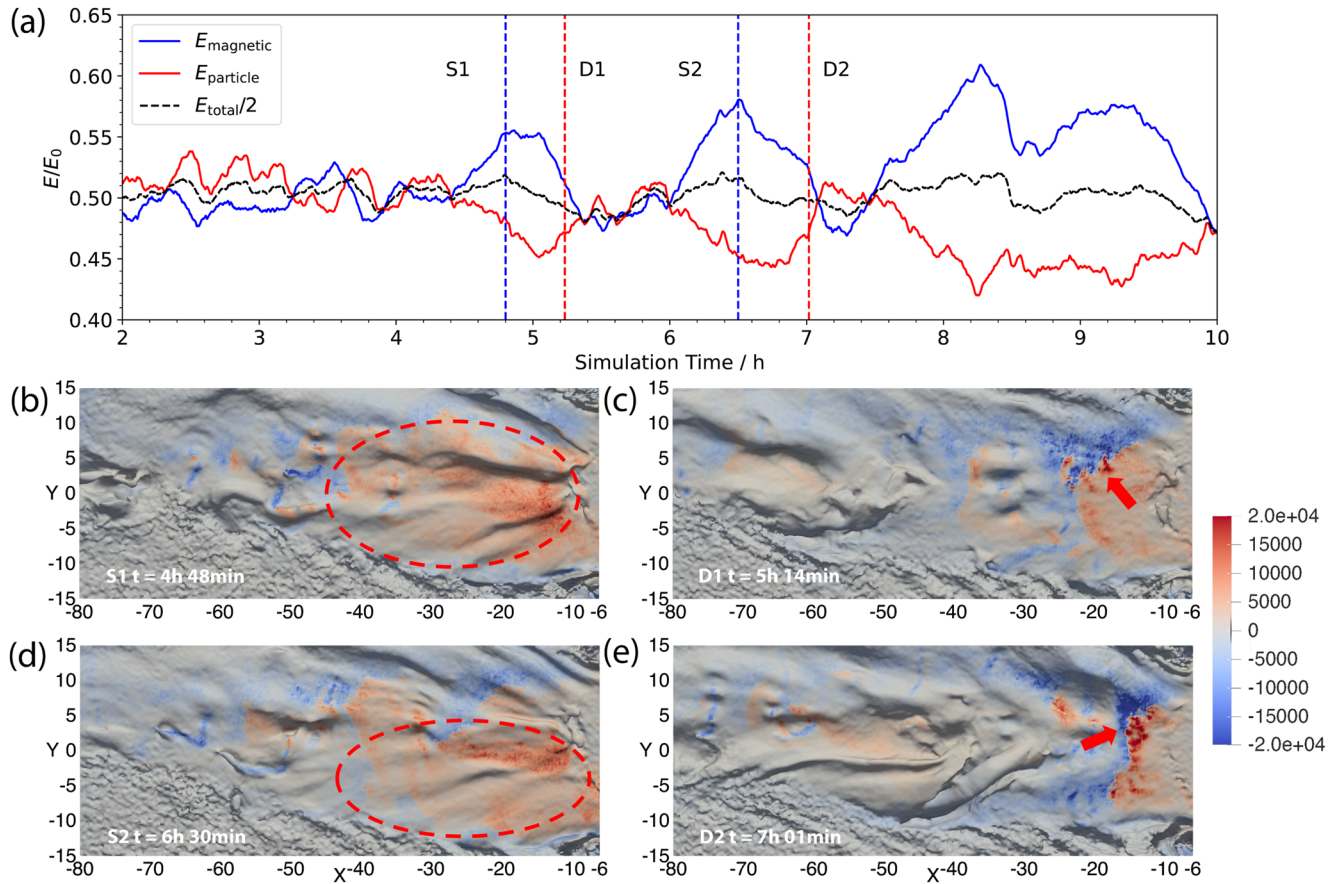 (a)
0.65
0.60
0.55
0.50
0.45
0.40
E/E0
Emagnetic
Eparticle
Etotal/2
S1
D1
S2
D2
2 3 4 5 6 7 8 9 10
Simulation Time / h
(b)
15
10
5
Y 0
-5
-10
-15
S1 t = 4h 48min
-80 -70 -60 -50 -40 -30 -20 -10 -6
(c)
15
10
5
Y 0
-5
-10
-15
D1 t = 5h 14min
-80 -70 -60 -50 -40 -30 -20 -10 -6
2.0e+04
15000
10000
5000
0
-5000
-10000
-15000
-2.0e+04
(d)
15
10
5
Y 0
-5
-10
-15
S2 t = 6h 30min
-80 -70 -60 -50 -40 -30 -20 -10 -6
X
(e)
15
10
5
Y 0
-5
-10
-15
D2 t = 7h 01min
-80 -70 -60 -50 -40 -30 -20 -10 -6
X